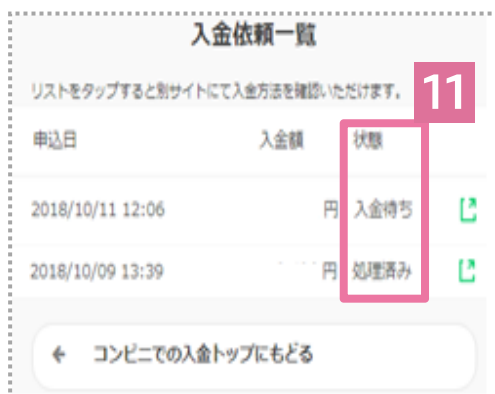 入金依頼一覧
リストをタップすると別サイトにて入金方法を確認いただけます。
11
申込日 入金額 状態
2018/10/11 12:06 円 入金待ち
2018/10/09 13:39 円 処理済み
← コンビニでの入金トップにもどる